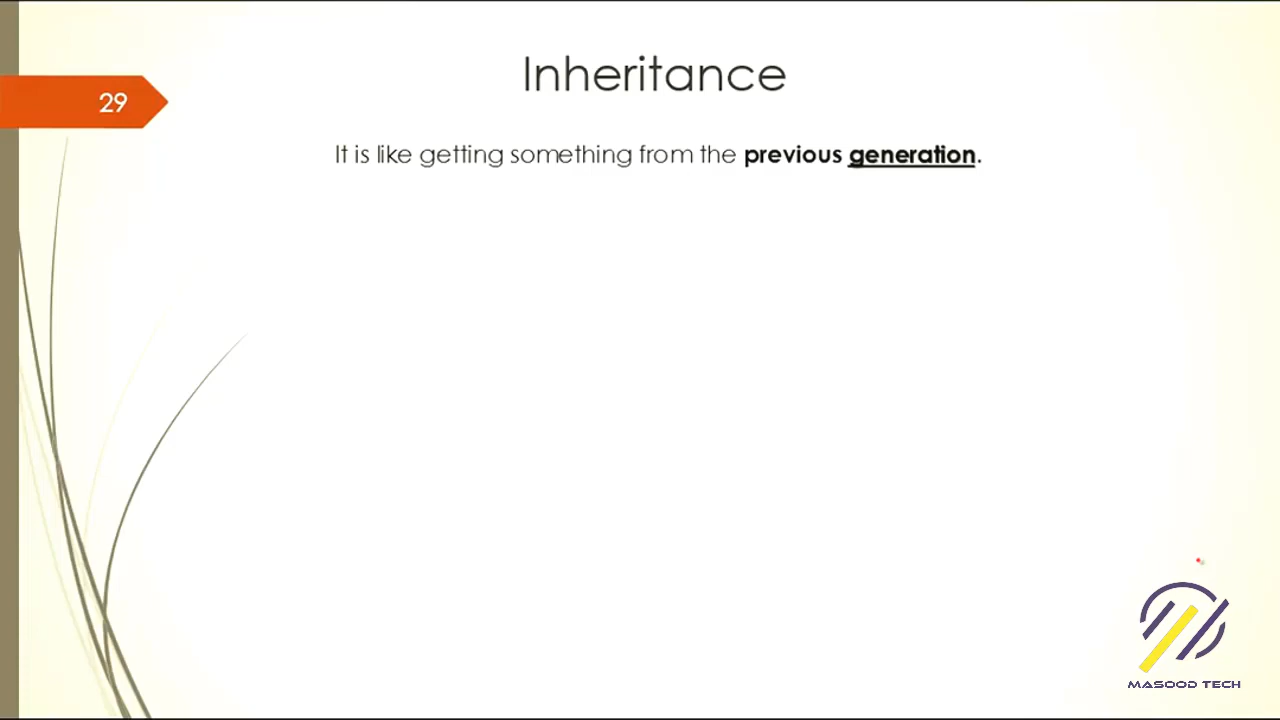 Inheritance
29
It is like getting something from the previous generation.
MASOOD TECH